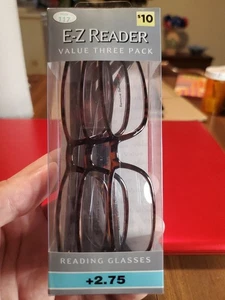 $10
E-Z READER
VALUE THREE PACK
READING GLASSES
+2.75